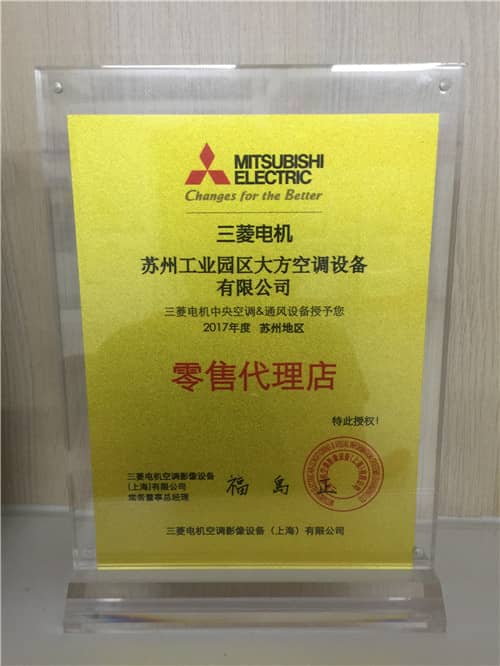 MITSUBISHI
ELECTRIC
Changes for the Better
三菱电机
苏州工业园区大方空调设备
有限公司
三菱电机中央空调&通风设备授予您
2017年度 苏州地区
零售代理店
特此授权!
三菱电机空调影像设备
(上海)有限公司
常务董事总经理
福島正
三菱电机空调影像设备（上海）有限公司